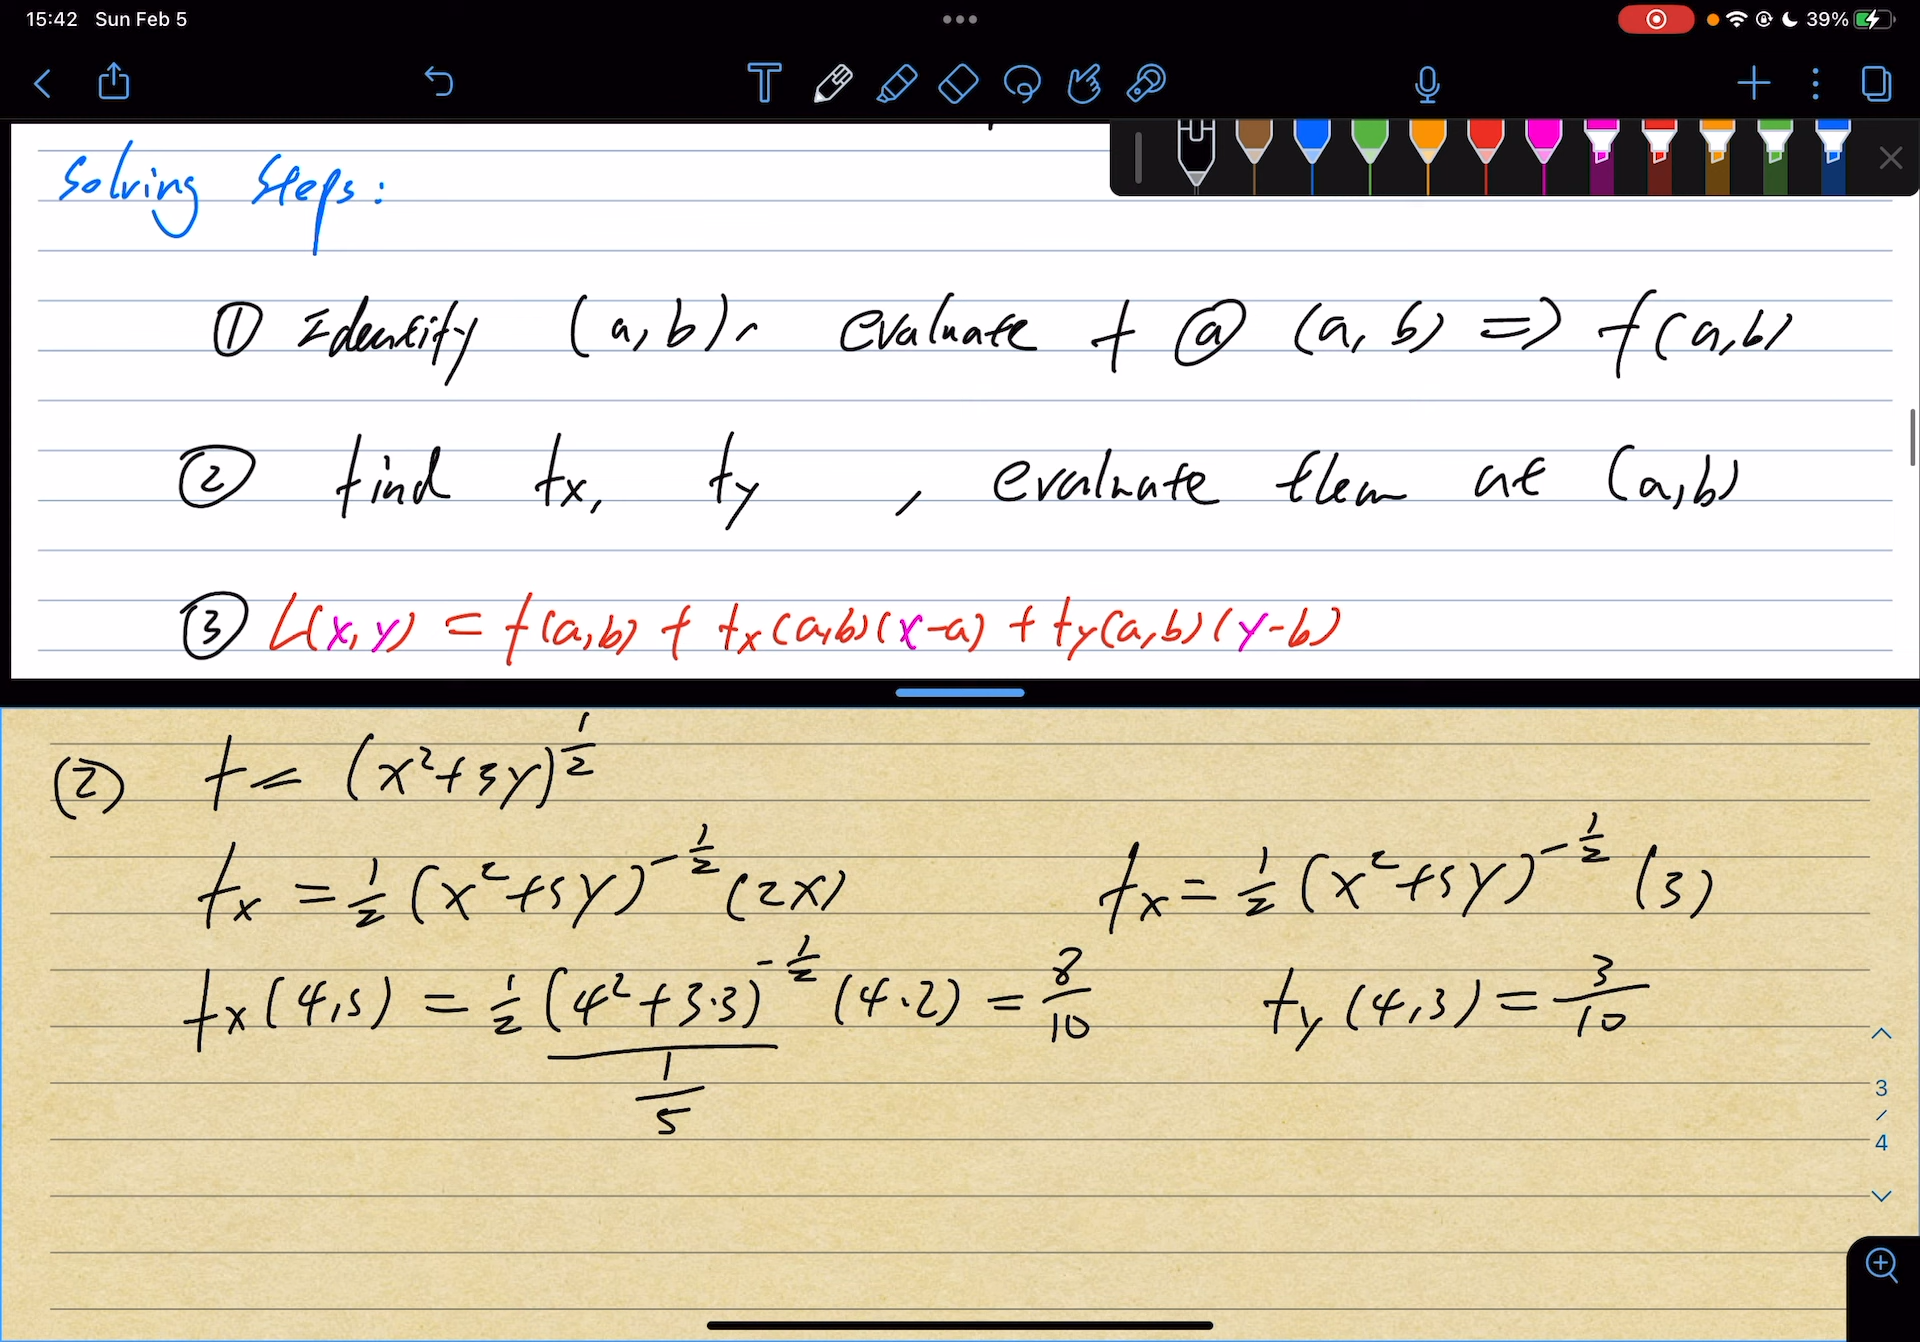 15:42 Sun Feb 5
39%
Solving Steps:
① Identify (a,b), evaluate f @ (a,b) => f(a,b)
② find fx, fy , evaluate them at (a,b)
③ L(x,y) = f(a,b) + fx(a,b)(x-a) + fy(a,b)(y-b)
(2) f = (x²+3y)^(1/2)
fx = 1/2 (x²+3y)^(-1/2) (2x) fx = 1/2 (x²+3y)^(-1/2) (3)
fx(4,3) = 1/2 (4²+3·3)^(-1/2) (4·2) = 8/10 fy(4,3) = 3/10
1/5
3
/
4